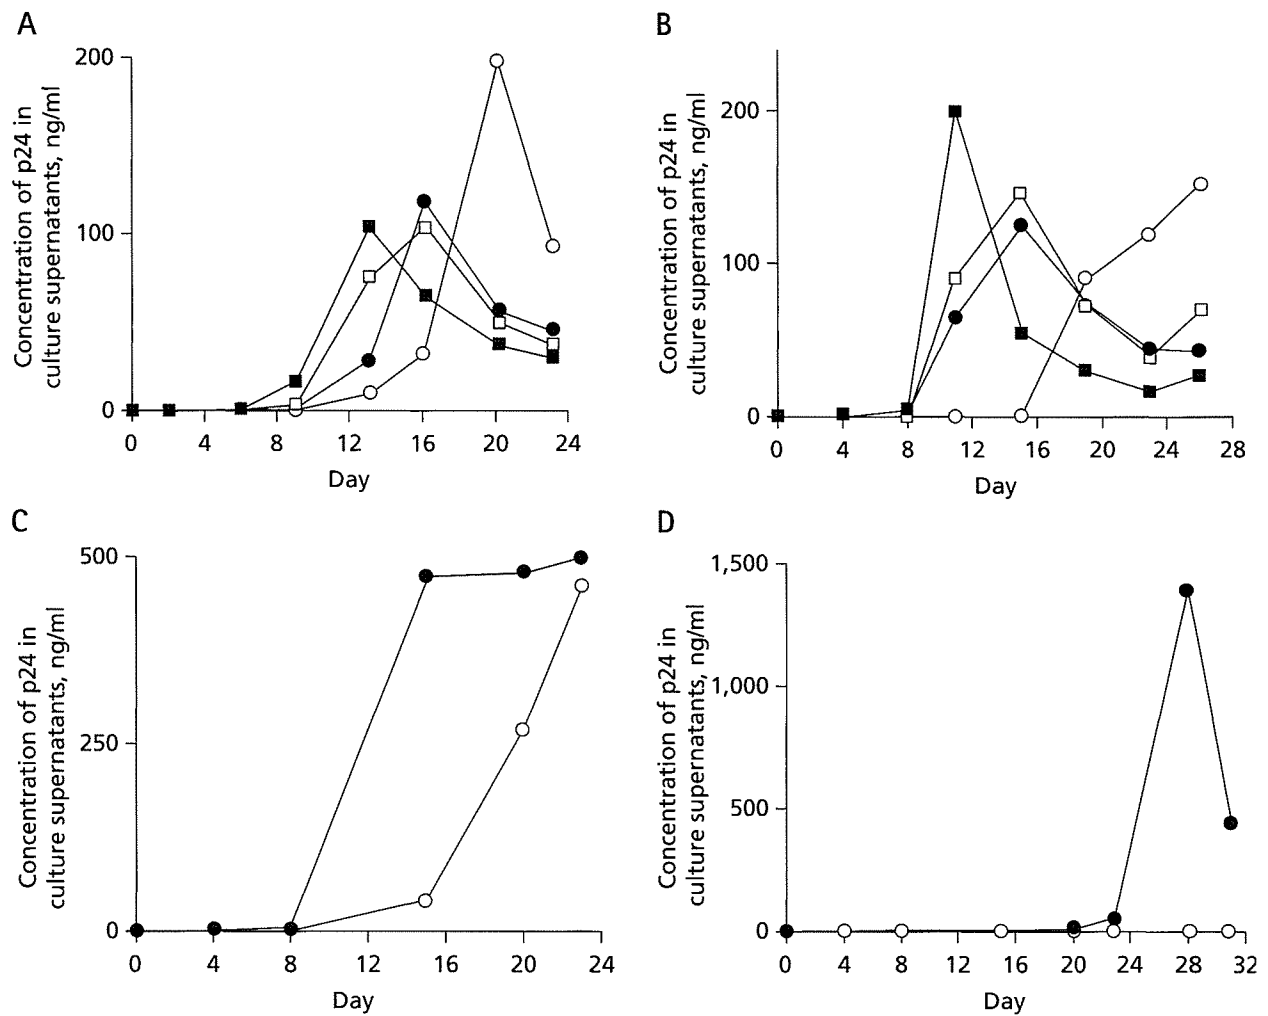 A
Concentration of p24 in
culture supernatants, ng/ml
200
100
0
0 4 8 12 16 20 24
Day
B
Concentration of p24 in
culture supernatants, ng/ml
200
100
0
0 4 8 12 16 20 24 28
Day
C
Concentration of p24 in
culture supernatants, ng/ml
500
250
0
0 4 8 12 16 20 24
Day
D
Concentration of p24 in
culture supernatants, ng/ml
1,500
1,000
500
0
0 4 8 12 16 20 24 28 32
Day